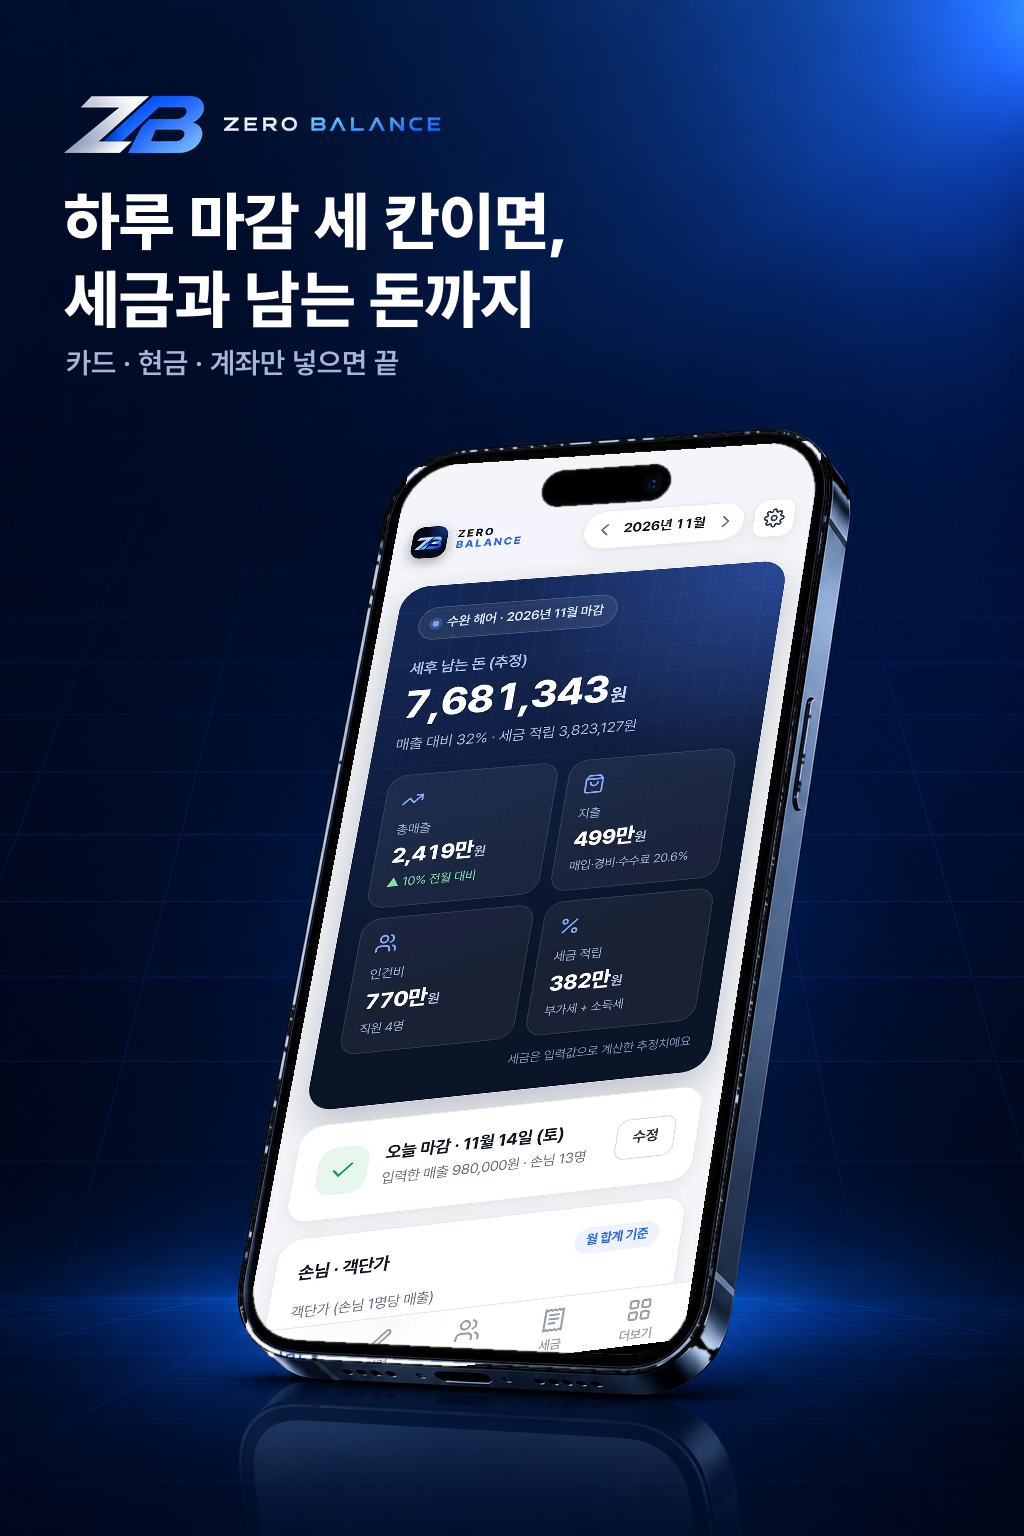 ZB ZERO BALANCE
하루 마감 세 칸이면,
세금과 남는 돈까지
카드 · 현금 · 계좌만 넣으면 끝
ZB ZERO BALANCE
2026년 11월
수완 헤어 · 2026년 11월 마감
세후 남는 돈 (추정)
7,681,343원
매출 대비 32% · 세금 적립 3,823,127원
총매출
2,419만원
▲ 10% 전월 대비
지출
499만원
매입·경비·수수료 20.6%
인건비
770만원
직원 4명
세금 적립
382만원
부가세 + 소득세
세금은 입력값으로 계산한 추정치예요
오늘 마감 · 11월 14일 (토)
입력한 매출 980,000원 · 손님 13명
수정
손님 · 객단가
월 합계 기준
객단가 (손님 1명당 매출)
세금
더보기